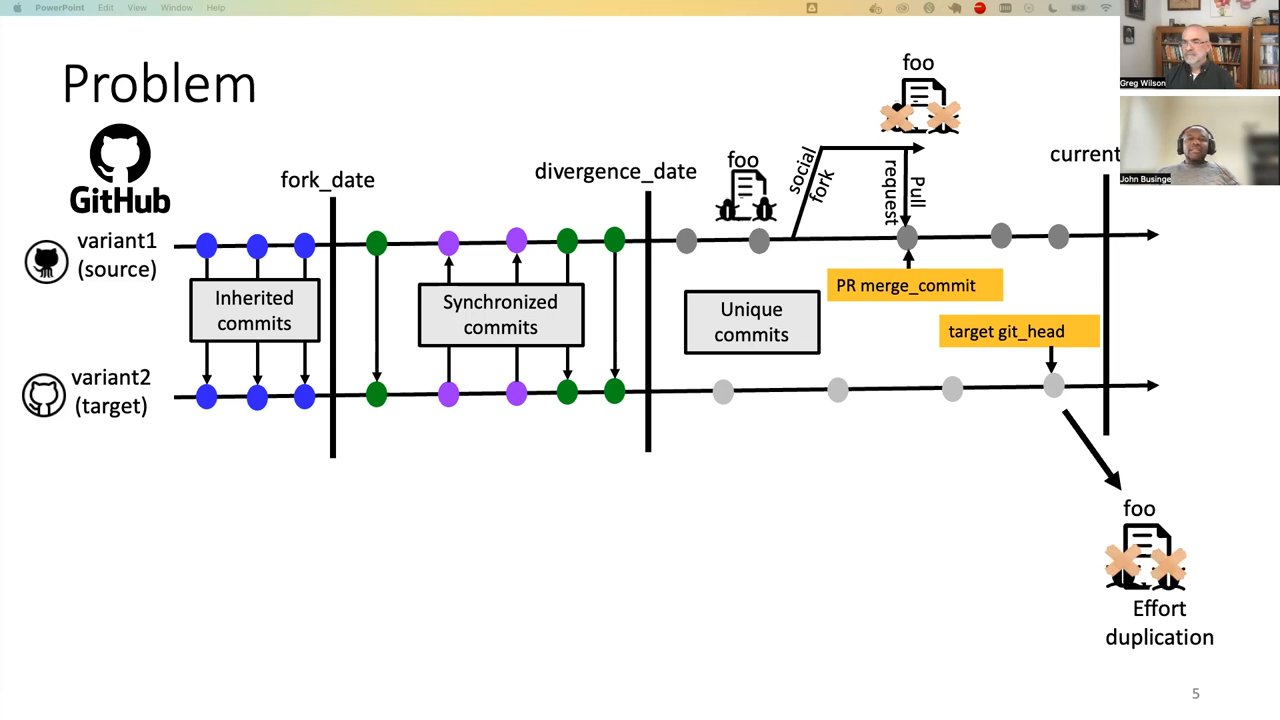 PowerPoint Edit View Window Help
Problem
GitHub
fork_date
divergence_date
foo
foo
social
fork
Pull
request
current
Greg Wilson
John Businge
variant1
(source)
Inherited
commits
Synchronized
commits
Unique
commits
PR merge_commit
target git_head
variant2
(target)
foo
Effort
duplication
5